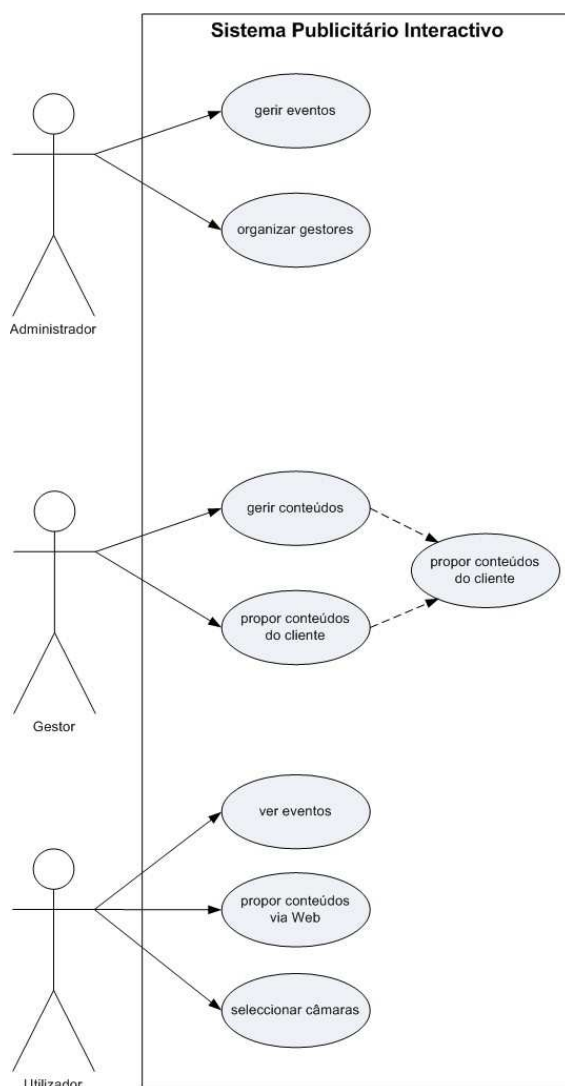 Sistema Publicitário Interactivo
gerir eventos
organizar gestores
Administrador
gerir conteúdos
propor conteúdos
do cliente
propor conteúdos
do cliente
Gestor
ver eventos
propor conteúdos
via Web
seleccionar câmaras
Utilizador